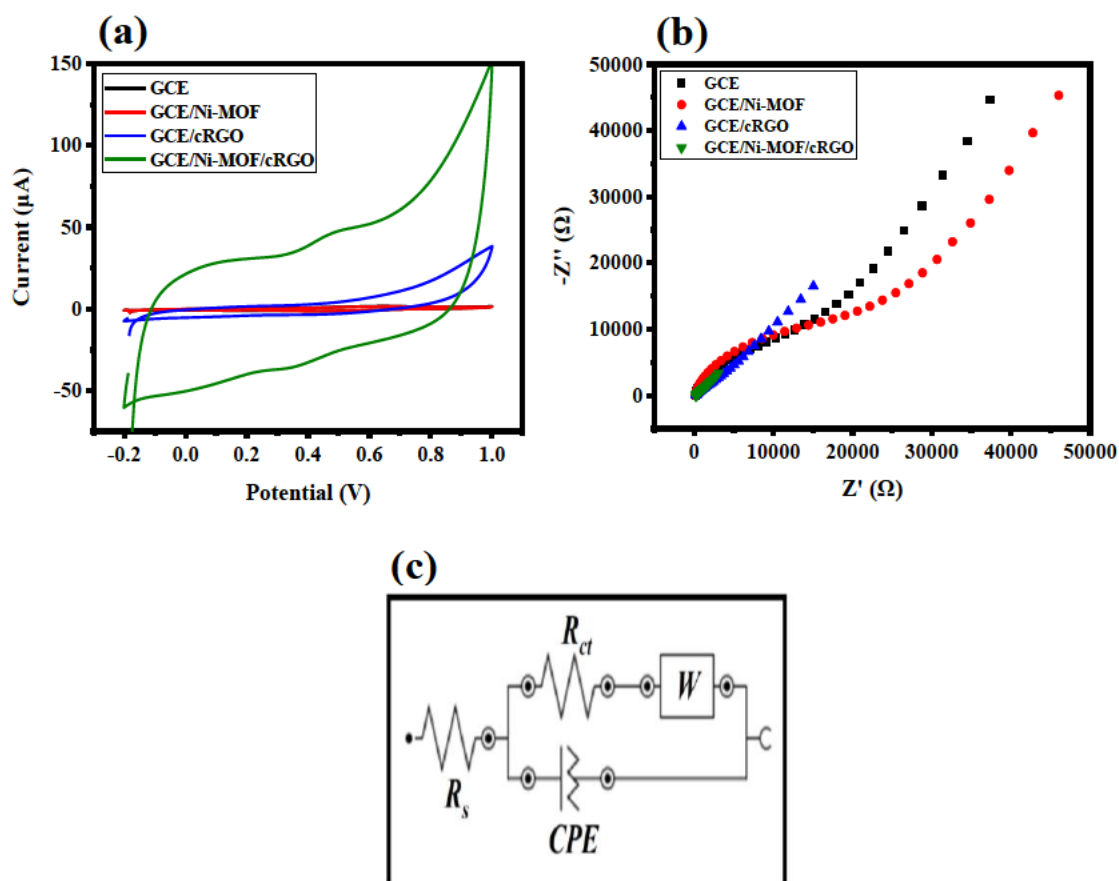 (a)
150
100
50
0
-50
-0.2 0.0 0.2 0.4 0.6 0.8 1.0
Current (µA)
Potential (V)
GCE
GCE/Ni-MOF
GCE/cRGO
GCE/Ni-MOF/cRGO
(b)
50000
40000
30000
20000
10000
0
0 10000 20000 30000 40000 50000
-Z'' (Ω)
Z' (Ω)
GCE
GCE/Ni-MOF
GCE/cRGO
GCE/Ni-MOF/cRGO
(c)
Rct
W
Rs
CPE